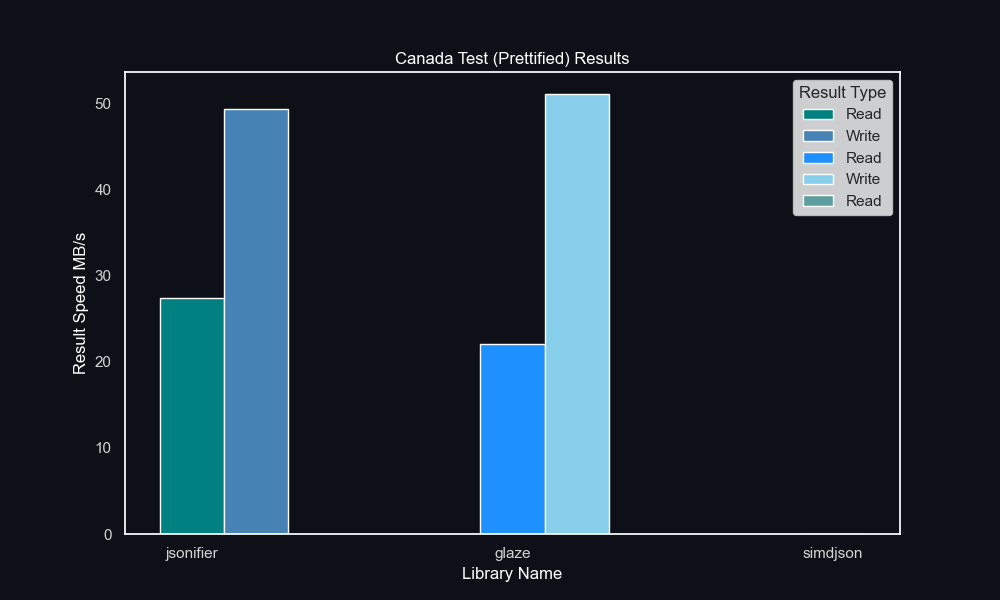 Canada Test (Prettified) Results
Result Type
Read
Write
Read
Write
Read
Result Speed MB/s
50
40
30
20
10
0
jsonifier
glaze
simdjson
Library Name